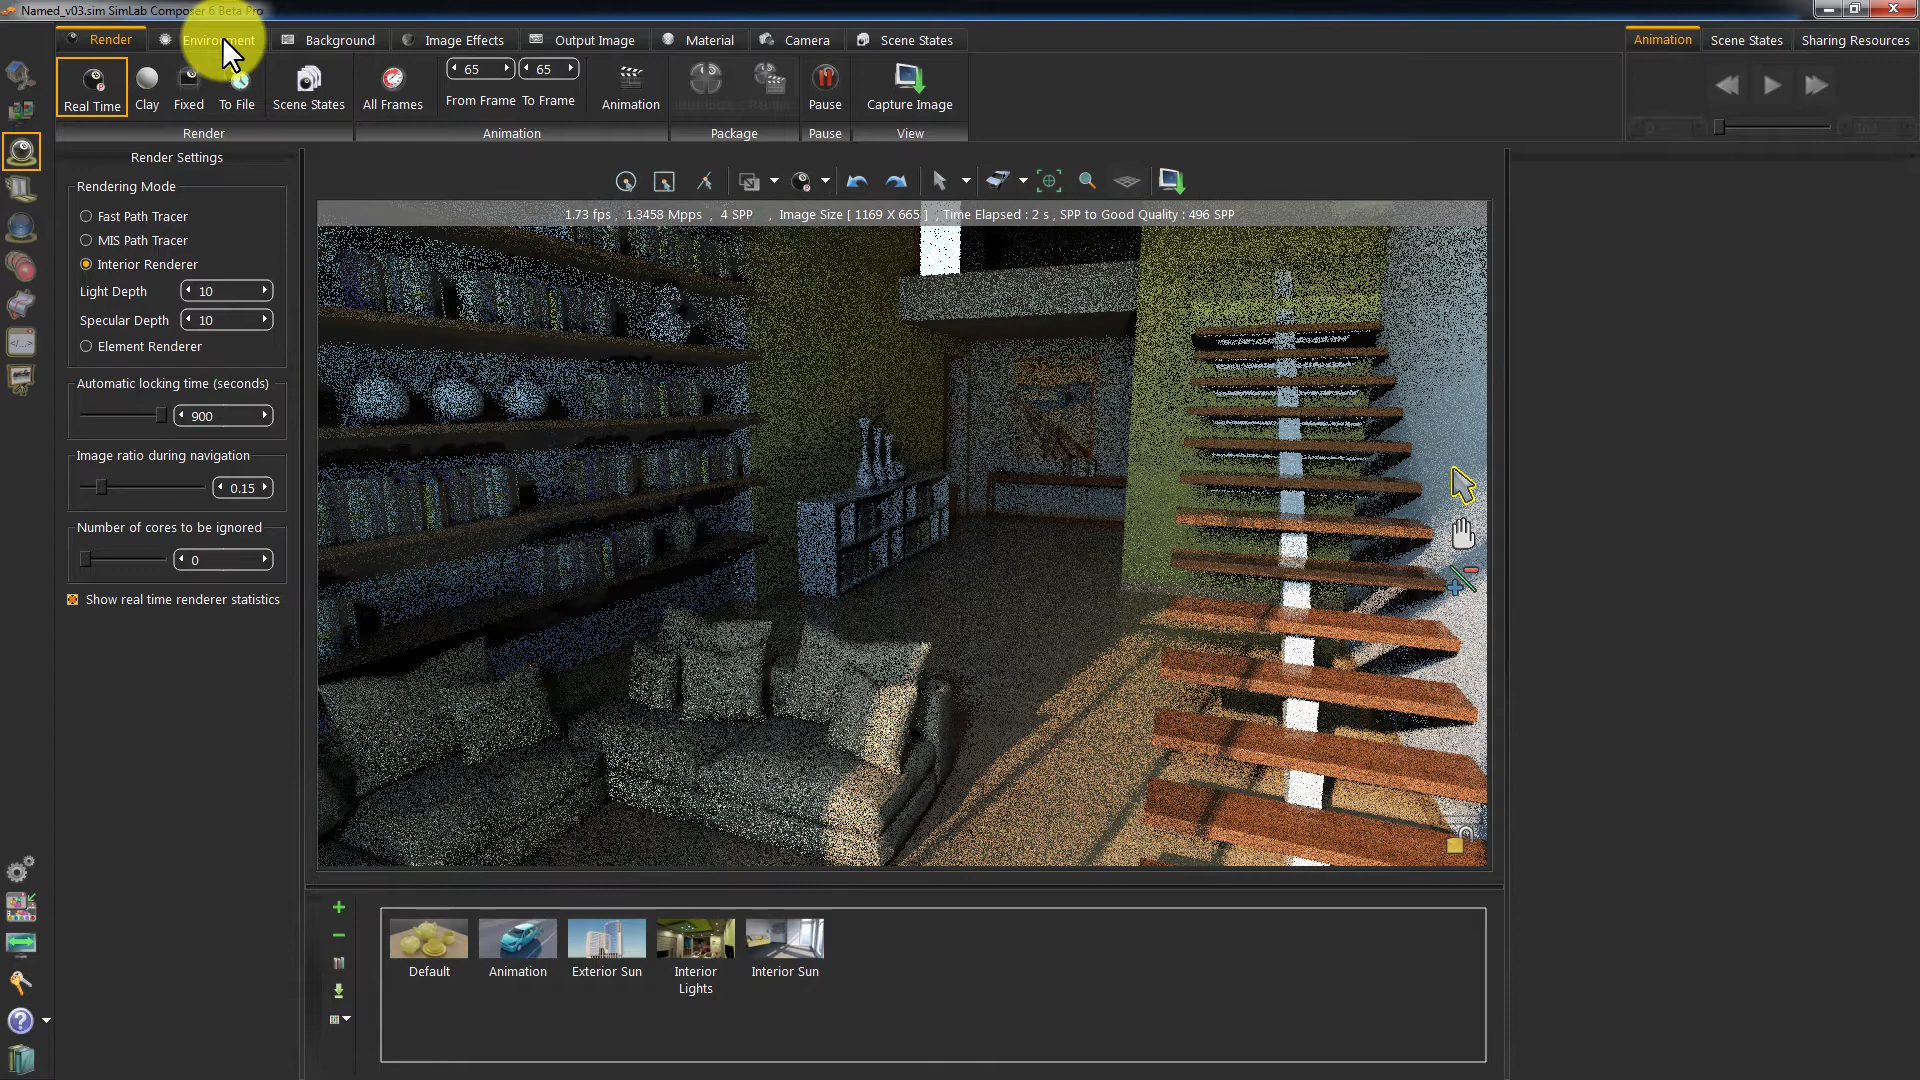 Named_v03.sim SimLab Composer 6 Beta Pro
Render Environment Background Image Effects Output Image Material Camera Scene States
Animation Scene States Sharing Resources
Real Time Clay Fixed To File Scene States All Frames
65 65
From Frame To Frame
Animation
Pause Capture Image
Render Animation Package Pause View
Render Settings
Rendering Mode
Fast Path Tracer
MIS Path Tracer
Interior Renderer
Light Depth 10
Specular Depth 10
Element Renderer
Automatic locking time (seconds)
900
Image ratio during navigation
0.15
Number of cores to be ignored
0
Show real time renderer statistics
1.73 fps , 1.3458 Mpps , 4 SPP , Image Size [ 1169 X 665 ] , Time Elapsed : 2 s , SPP to Good Quality : 496 SPP
Default Animation Exterior Sun Interior Lights Interior Sun